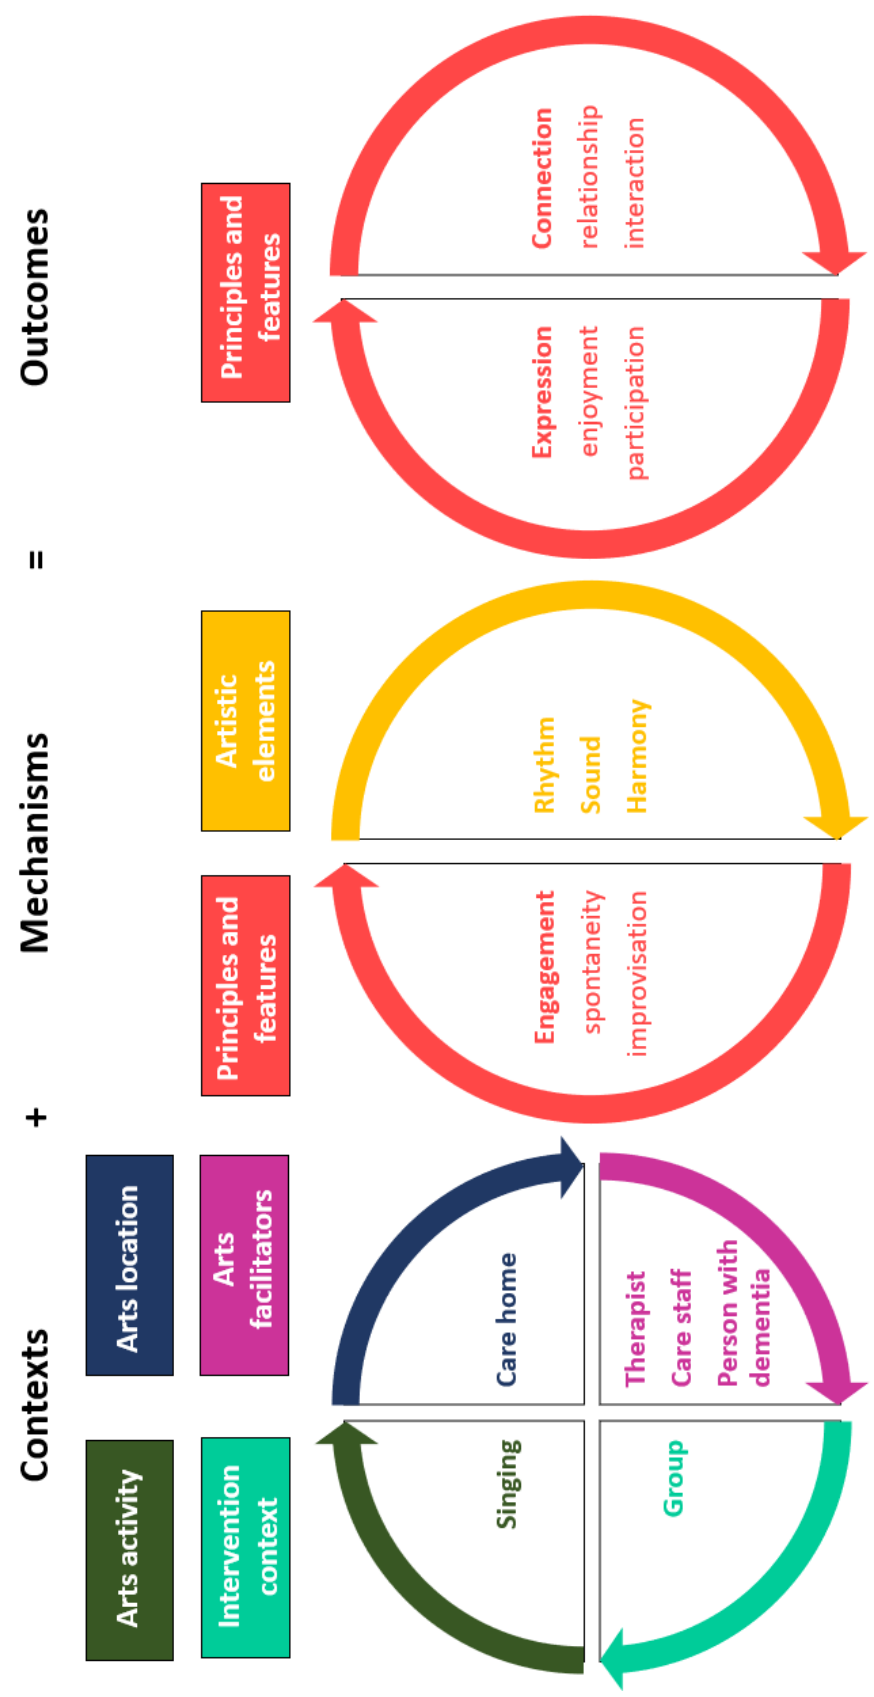 Contexts
+
Mechanisms
=
Outcomes
Arts activity
Arts location
Intervention
context
Arts
facilitators
Principles and
features
Artistic
elements
Principles and
features
Singing
Care home
Group
Therapist
Care staff
Person with
dementia
Engagement
spontaneity
improvisation
Rhythm
Sound
Harmony
Expression
enjoyment
participation
Connection
relationship
interaction